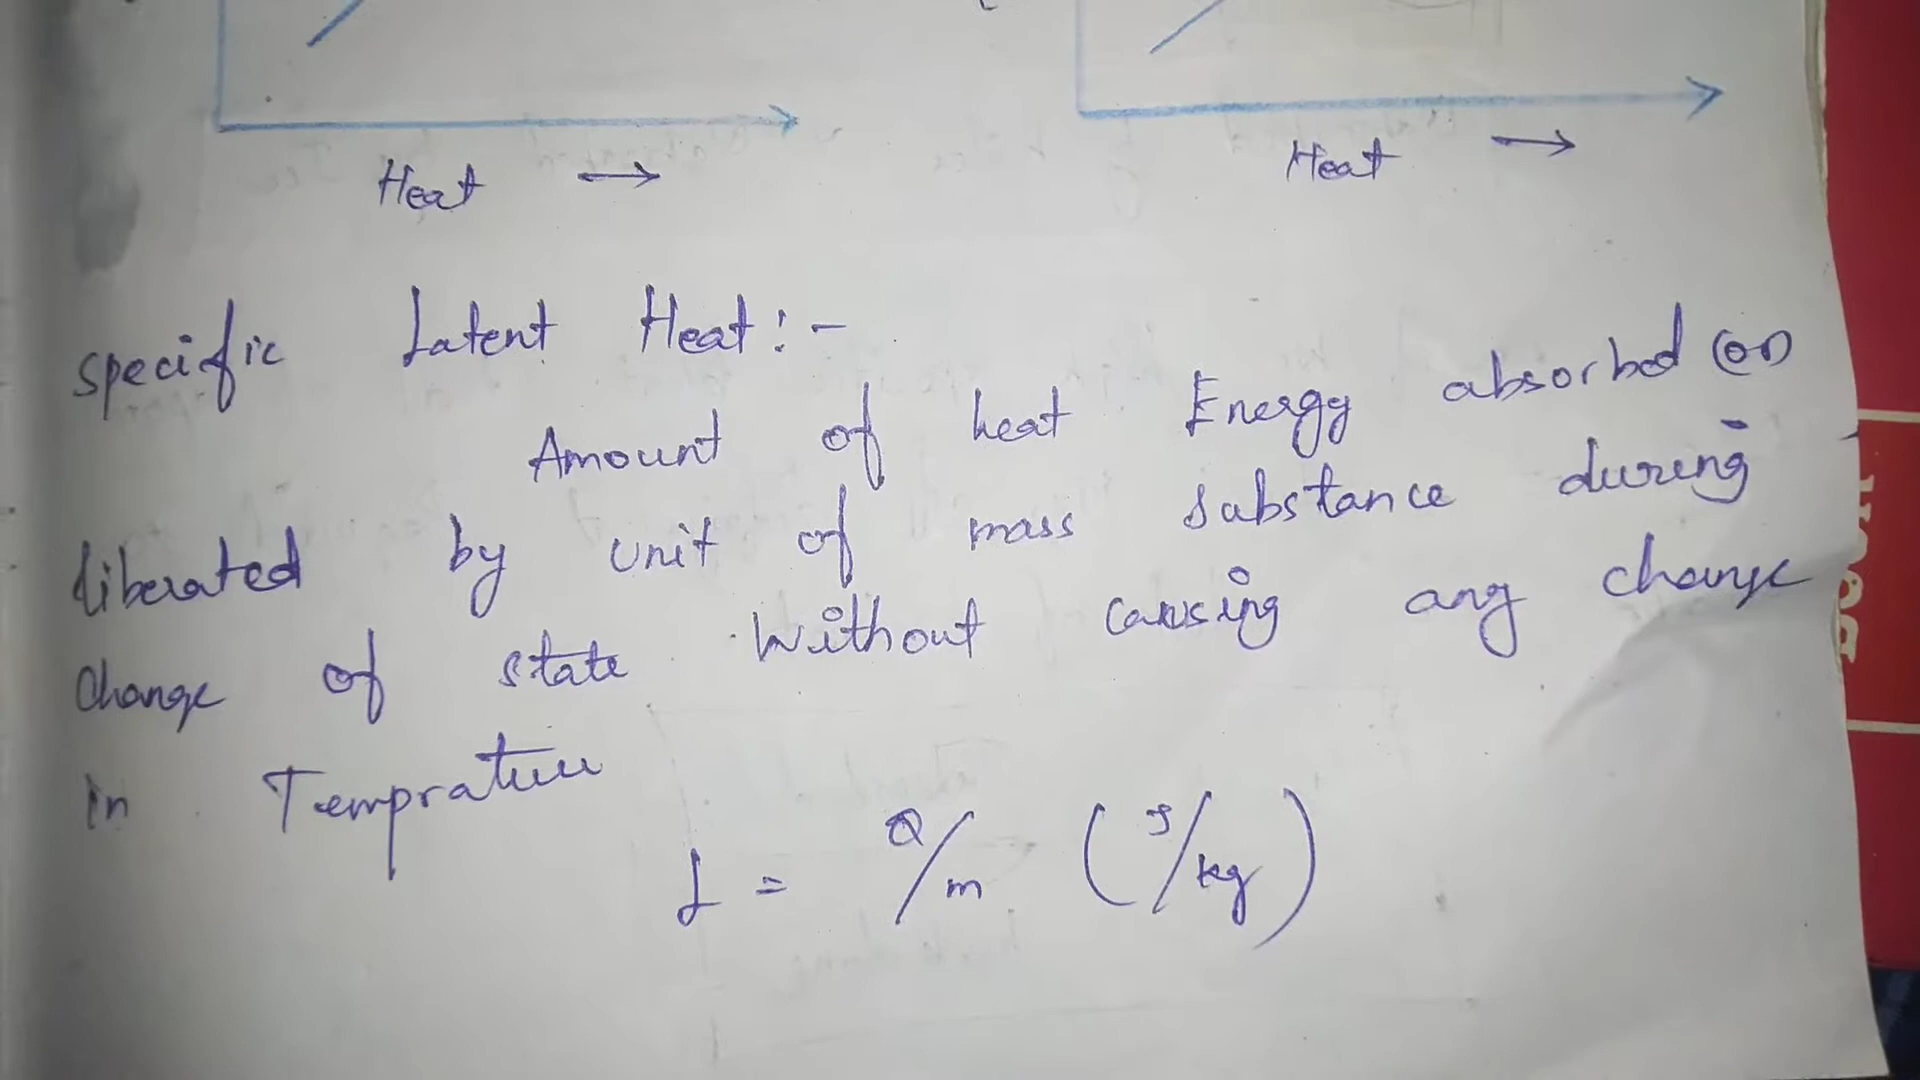 Heat → Heat →
Specific Latent Heat:-
Amount of heat Energy absorbed (or)
liberated by unit of mass substance during
change of state without causing any change
in Temprature
L = Q/m (J/kg)